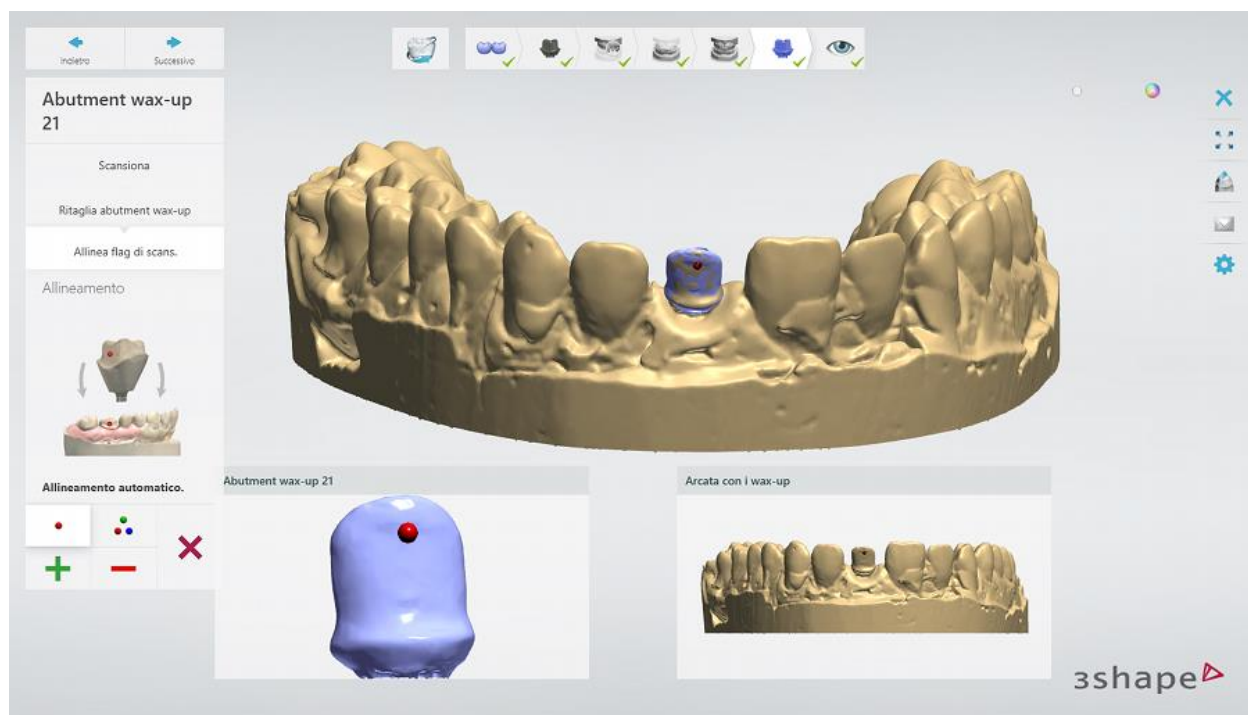 Indietro
Successivo
Abutment wax-up
21
Scansiona
Ritaglia abutment wax-up
Allinea flag di scans.
Allineamento
Allineamento automatico.
Abutment wax-up 21
Arcata con i wax-up
3shape